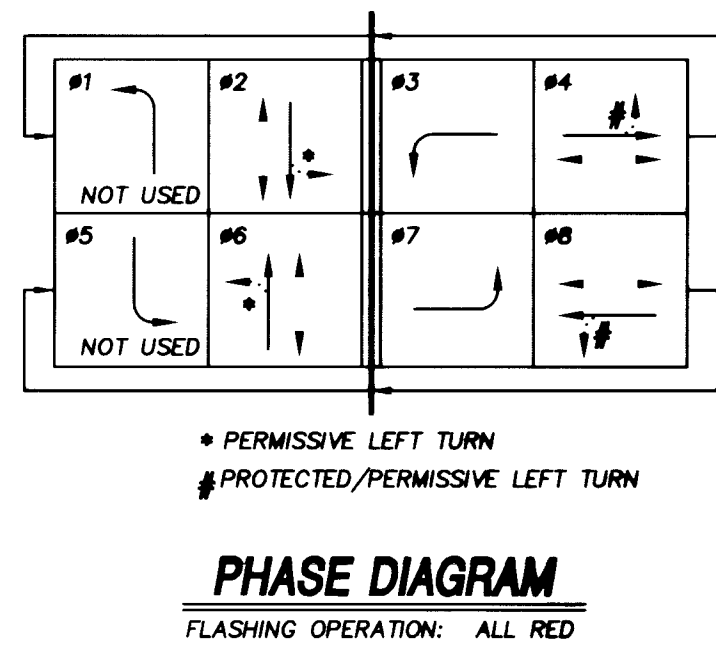 ø1
ø2
ø3
ø4
#
*
NOT USED
ø5
ø6
ø7
ø8
*
#
NOT USED
* PERMISSIVE LEFT TURN
# PROTECTED/PERMISSIVE LEFT TURN
PHASE DIAGRAM
FLASHING OPERATION: ALL RED